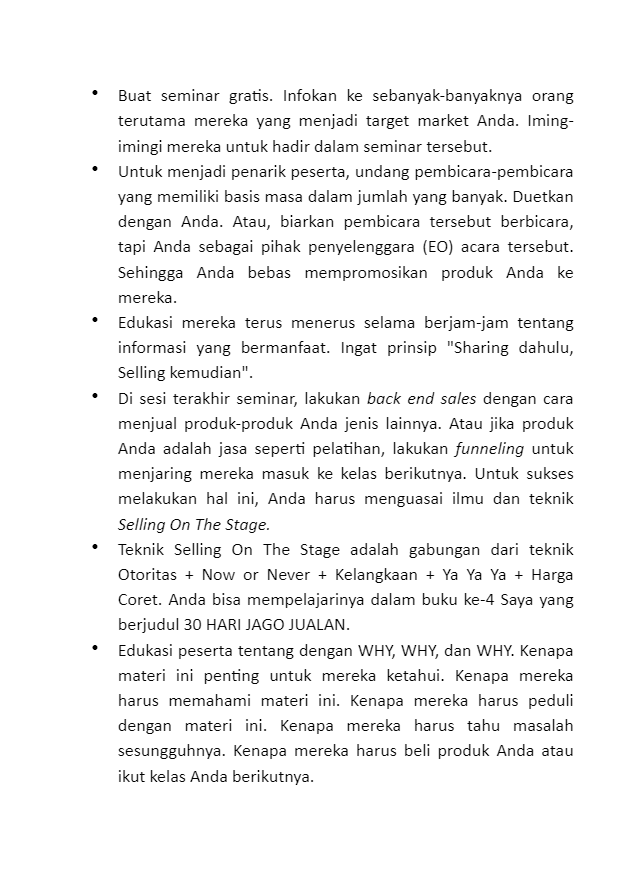 • Buat seminar gratis. Infokan ke sebanyak-banyaknya orang
terutama mereka yang menjadi target market Anda. Iming-
imingi mereka untuk hadir dalam seminar tersebut.
• Untuk menjadi penarik peserta, undang pembicara-pembicara
yang memiliki basis masa dalam jumlah yang banyak. Duetkan
dengan Anda. Atau, biarkan pembicara tersebut berbicara,
tapi Anda sebagai pihak penyelenggara (EO) acara tersebut.
Sehingga Anda bebas mempromosikan produk Anda ke
mereka.
• Edukasi mereka terus menerus selama berjam-jam tentang
informasi yang bermanfaat. Ingat prinsip "Sharing dahulu,
Selling kemudian".
• Di sesi terakhir seminar, lakukan back end sales dengan cara
menjual produk-produk Anda jenis lainnya. Atau jika produk
Anda adalah jasa seperti pelatihan, lakukan funneling untuk
menjaring mereka masuk ke kelas berikutnya. Untuk sukses
melakukan hal ini, Anda harus menguasai ilmu dan teknik
Selling On The Stage.
• Teknik Selling On The Stage adalah gabungan dari teknik
Otoritas + Now or Never + Kelangkaan + Ya Ya Ya + Harga
Coret. Anda bisa mempelajarinya dalam buku ke-4 Saya yang
berjudul 30 HARI JAGO JUALAN.
• Edukasi peserta tentang dengan WHY, WHY, dan WHY. Kenapa
materi ini penting untuk mereka ketahui. Kenapa mereka
harus memahami materi ini. Kenapa mereka harus peduli
dengan materi ini. Kenapa mereka harus tahu masalah
sesungguhnya. Kenapa mereka harus beli produk Anda atau
ikut kelas Anda berikutnya.